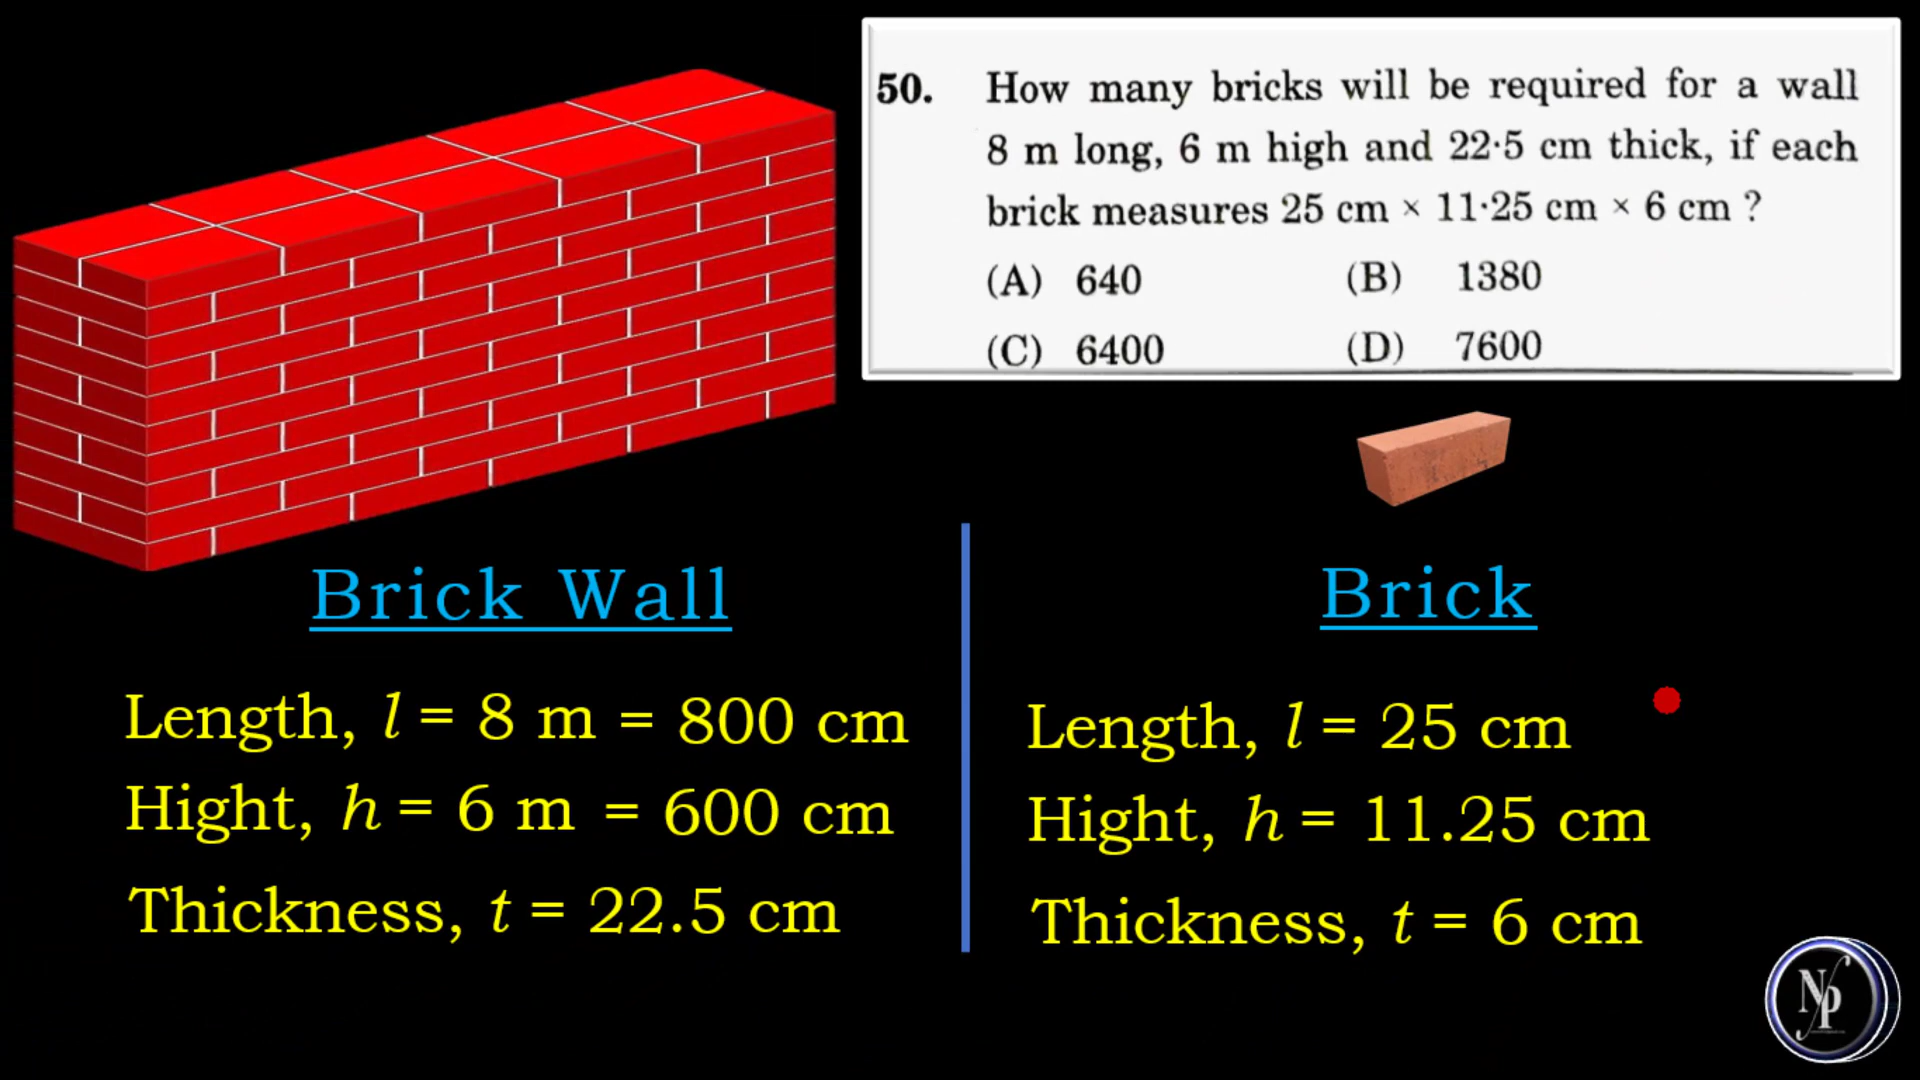 50. How many bricks will be required for a wall
8 m long, 6 m high and 22·5 cm thick, if each
brick measures 25 cm × 11·25 cm × 6 cm ?
(A) 640 (B) 1380
(C) 6400 (D) 7600
Brick Wall
Length, l = 8 m = 800 cm
Hight, h = 6 m = 600 cm
Thickness, t = 22.5 cm
Brick
Length, l = 25 cm
Hight, h = 11.25 cm
Thickness, t = 6 cm
NP